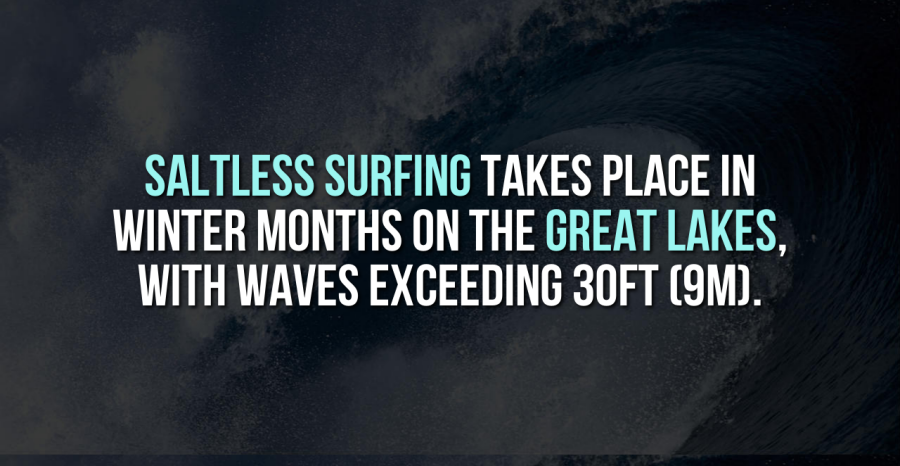 SALTLESS SURFING TAKES PLACE IN
WINTER MONTHS ON THE GREAT LAKES,
WITH WAVES EXCEEDING 30FT (9M).